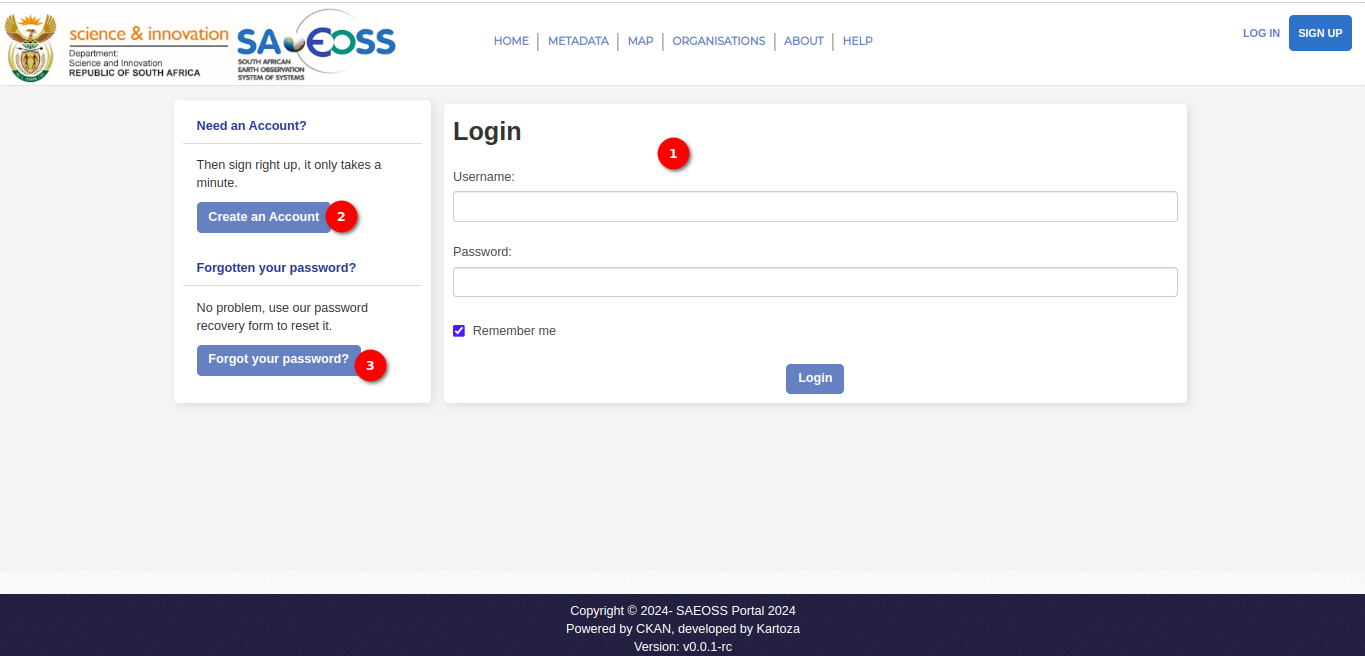 science & innovation
Department:
Science and Innovation
REPUBLIC OF SOUTH AFRICA
SAEOSS
SOUTH AFRICAN
EARTH OBSERVATION
SYSTEM OF SYSTEMS
HOME
METADATA
MAP
ORGANISATIONS
ABOUT
HELP
LOG IN
SIGN UP
Need an Account?
Then sign right up, it only takes a
minute.
Create an Account
2
Forgotten your password?
No problem, use our password
recovery form to reset it.
Forgot your password?
3
Login
1
Username:
Password:
Remember me
Login
Copyright © 2024- SAEOSS Portal 2024
Powered by CKAN, developed by Kartoza
Version: v0.0.1-rc